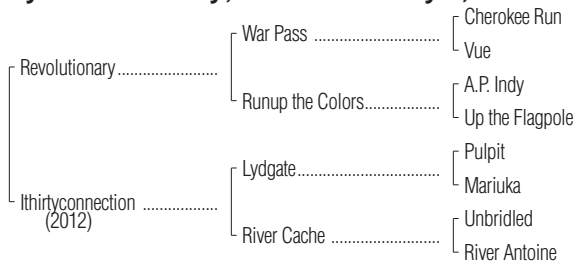 Cherokee Run
War Pass ................................
Vue
Revolutionary.........................
A.P. Indy
Runup the Colors...................
Up the Flagpole
Pulpit
Lydgate....................................
Mariuka
Ithirtyconnection ...................
(2012)
Unbridled
River Cache ...........................
River Antoine